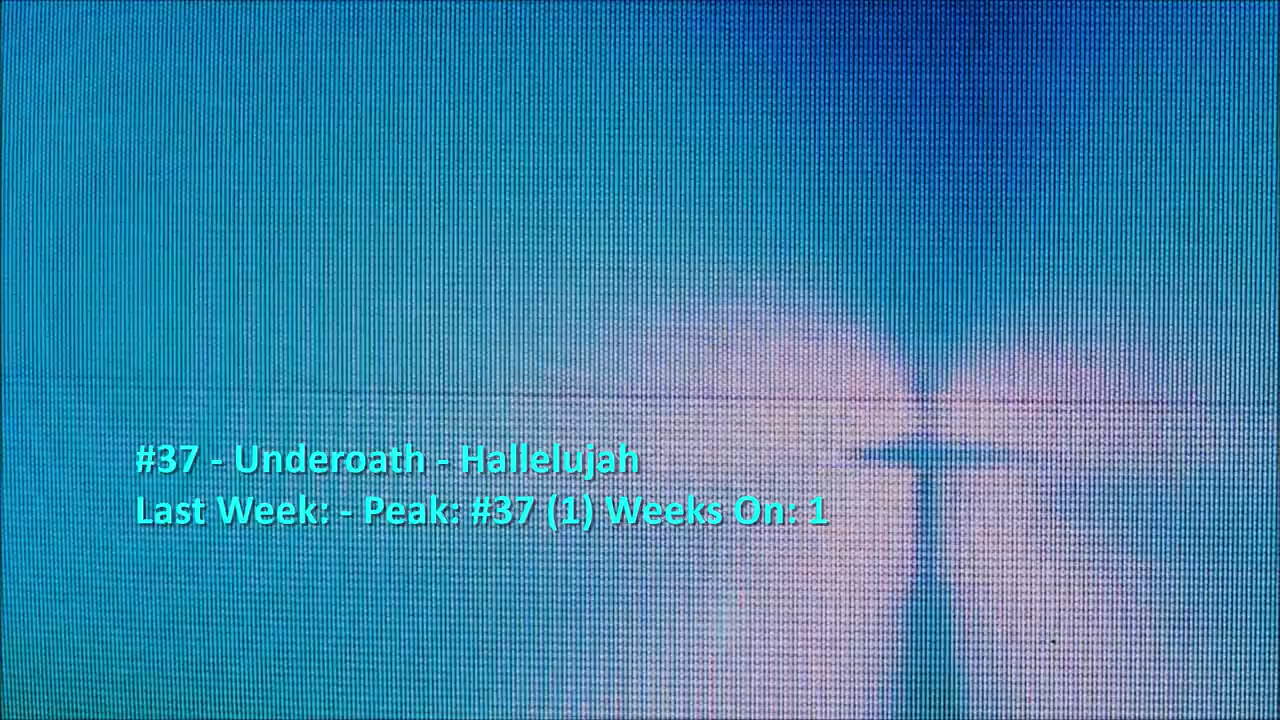 #37 - Underoath - Hallelujah
Last Week: - Peak: #37 (1) Weeks On: 1